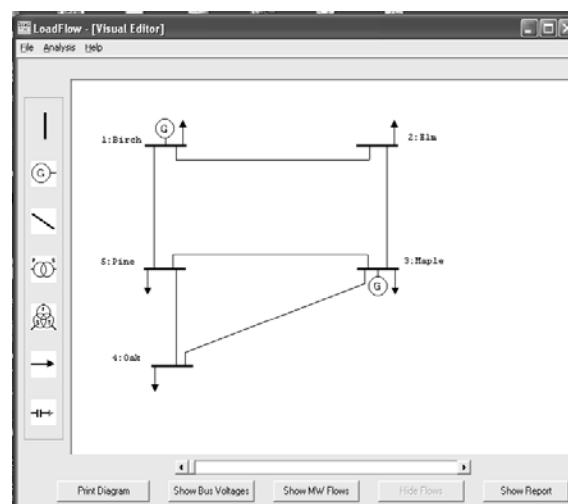 LoadFlow - [Visual Editor]
File Analysis Help
G
1:Birch
2:Elm
G
5:Pine
3:Maple
G
4:Oak
Print Diagram Show Bus Voltages Show MW Flows Hide Flows Show Report